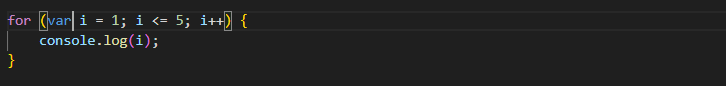 for (var i = 1; i <= 5; i++) {
    console.log(i);
}